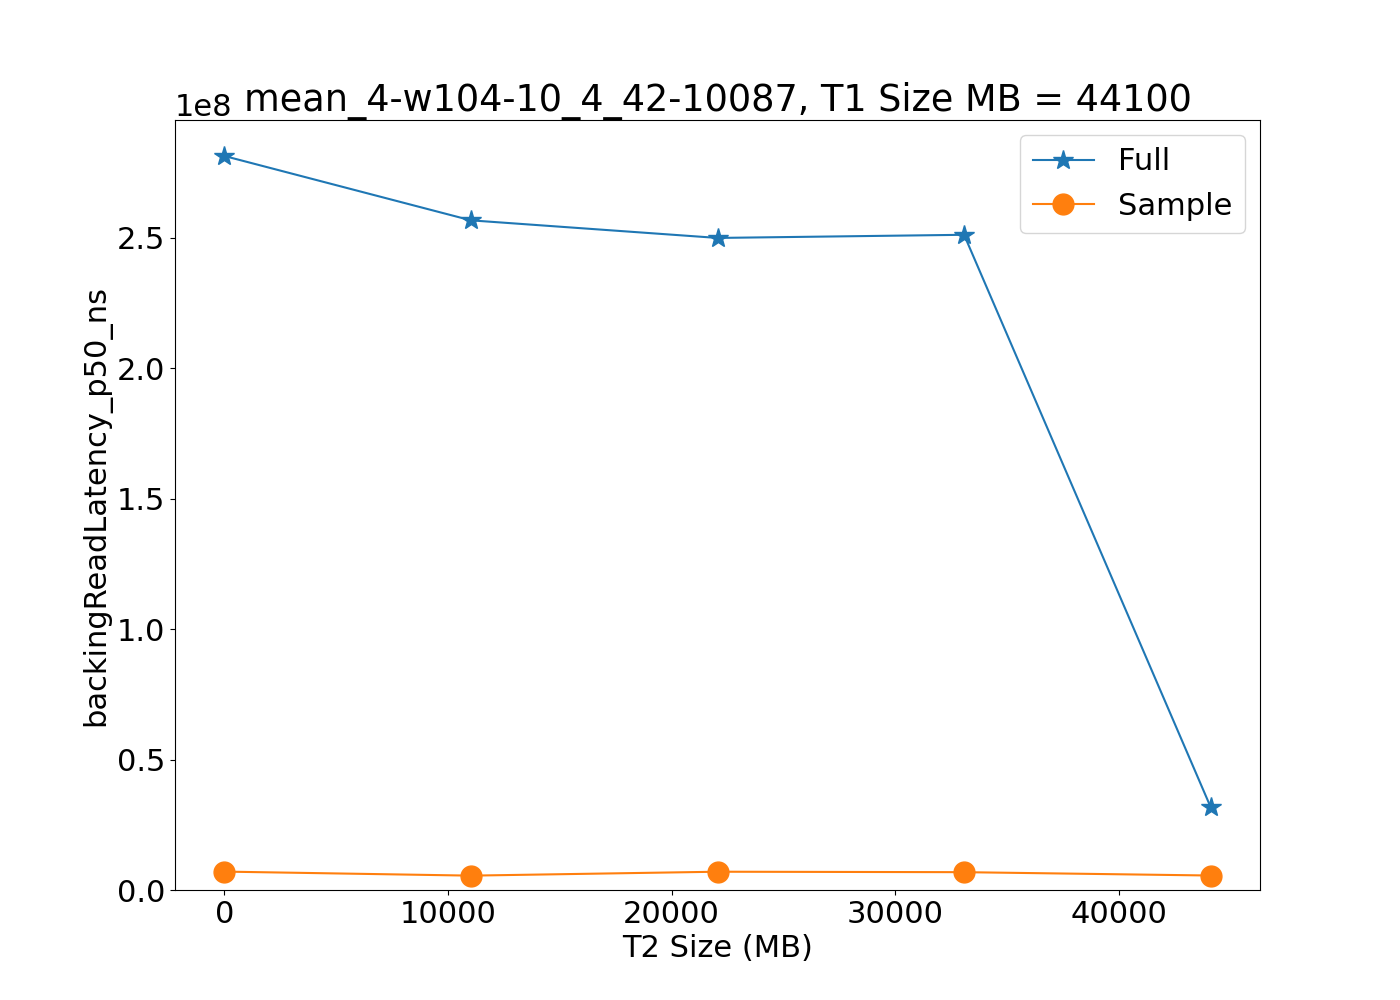 1e8
mean_4-w104-10_4_42-10087, T1 Size MB = 44100
Full
Sample
backingReadLatency_p50_ns
2.5
2.0
1.5
1.0
0.5
0.0
0 10000 20000 30000 40000
T2 Size (MB)